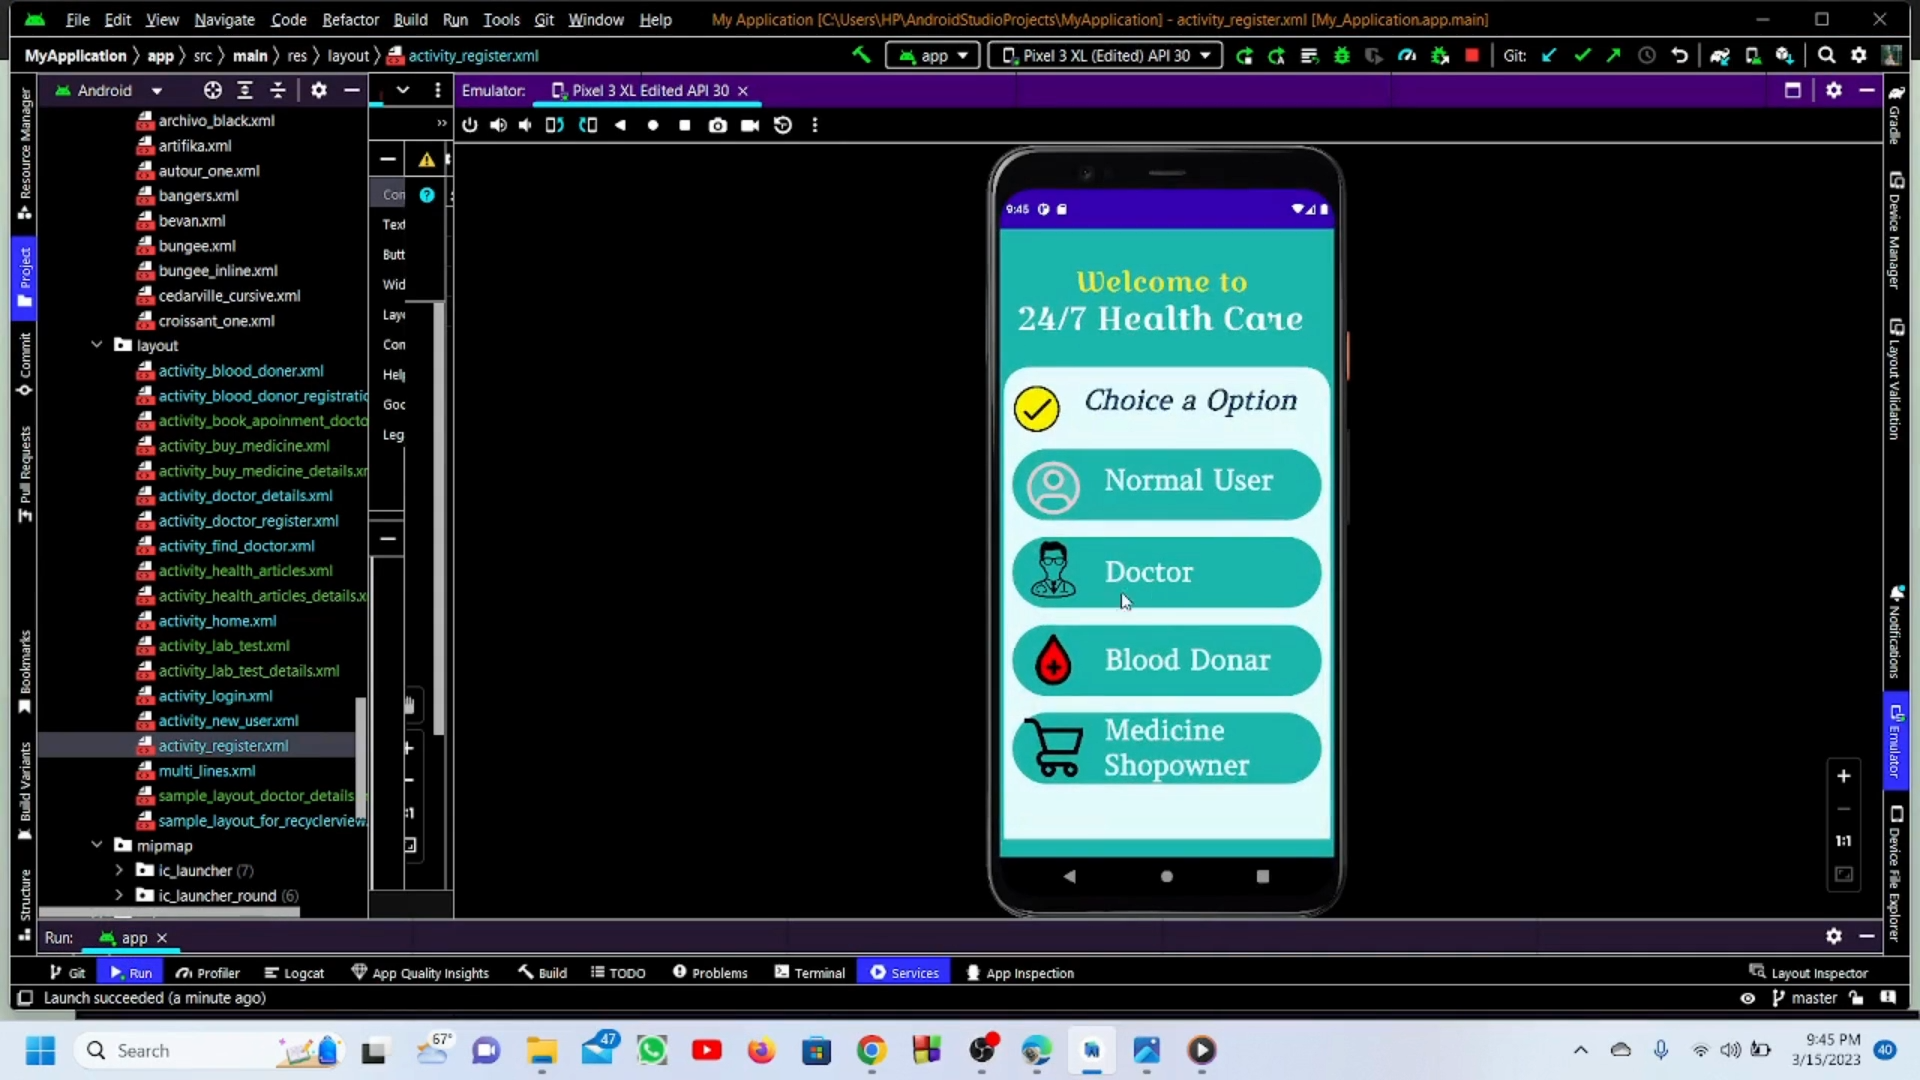 File Edit View Navigate Code Refactor Build Run Tools Git Window Help My Application [C:\Users\HP\AndroidStudioProjects\MyApplication] - activity_register.xml [My_Application.app.main]
MyApplication app src main res layout activity_register.xml app Pixel 3 XL (Edited) API 30 Git:
Android Emulator: Pixel 3 XL Edited API 30
archivo_black.xml
artifika.xml
autour_one.xml
bangers.xml
bevan.xml
bungee.xml
bungee_inline.xml
cedarville_cursive.xml
croissant_one.xml
layout
activity_blood_doner.xml
activity_blood_donor_registratio
activity_book_apoinment_docto
activity_buy_medicine.xml
activity_buy_medicine_details.xr
activity_doctor_details.xml
activity_doctor_register.xml
activity_find_doctor.xml
activity_health_articles.xml
activity_health_articles_details.x
activity_home.xml
activity_lab_test.xml
activity_lab_test_details.xml
activity_login.xml
activity_new_user.xml
activity_register.xml
multi_lines.xml
sample_layout_doctor_details
sample_layout_for_recyclerview.
mipmap
ic_launcher (7)
ic_launcher_round (6)
Resource Manager
Project
Commit
Pull Requests
Bookmarks
Build Variants
Structure
Con
Text
Butt
Wid
Laye
Con
Help
Goc
Leg
:1
9:45
Welcome to
24/7 Health Care
Choice a Option
Normal User
Doctor
Blood Donar
Medicine
Shopowner
1:1
Gradle
Device Manager
Layout Validation
Notifications
Emulator
Device File Explorer
Run: app
Git Run Profiler Logcat App Quality Insights Build TODO Problems Terminal Services App Inspection Layout Inspector
Launch succeeded (a minute ago) master
Search 67° 47 9:45 PM
3/15/2023 40